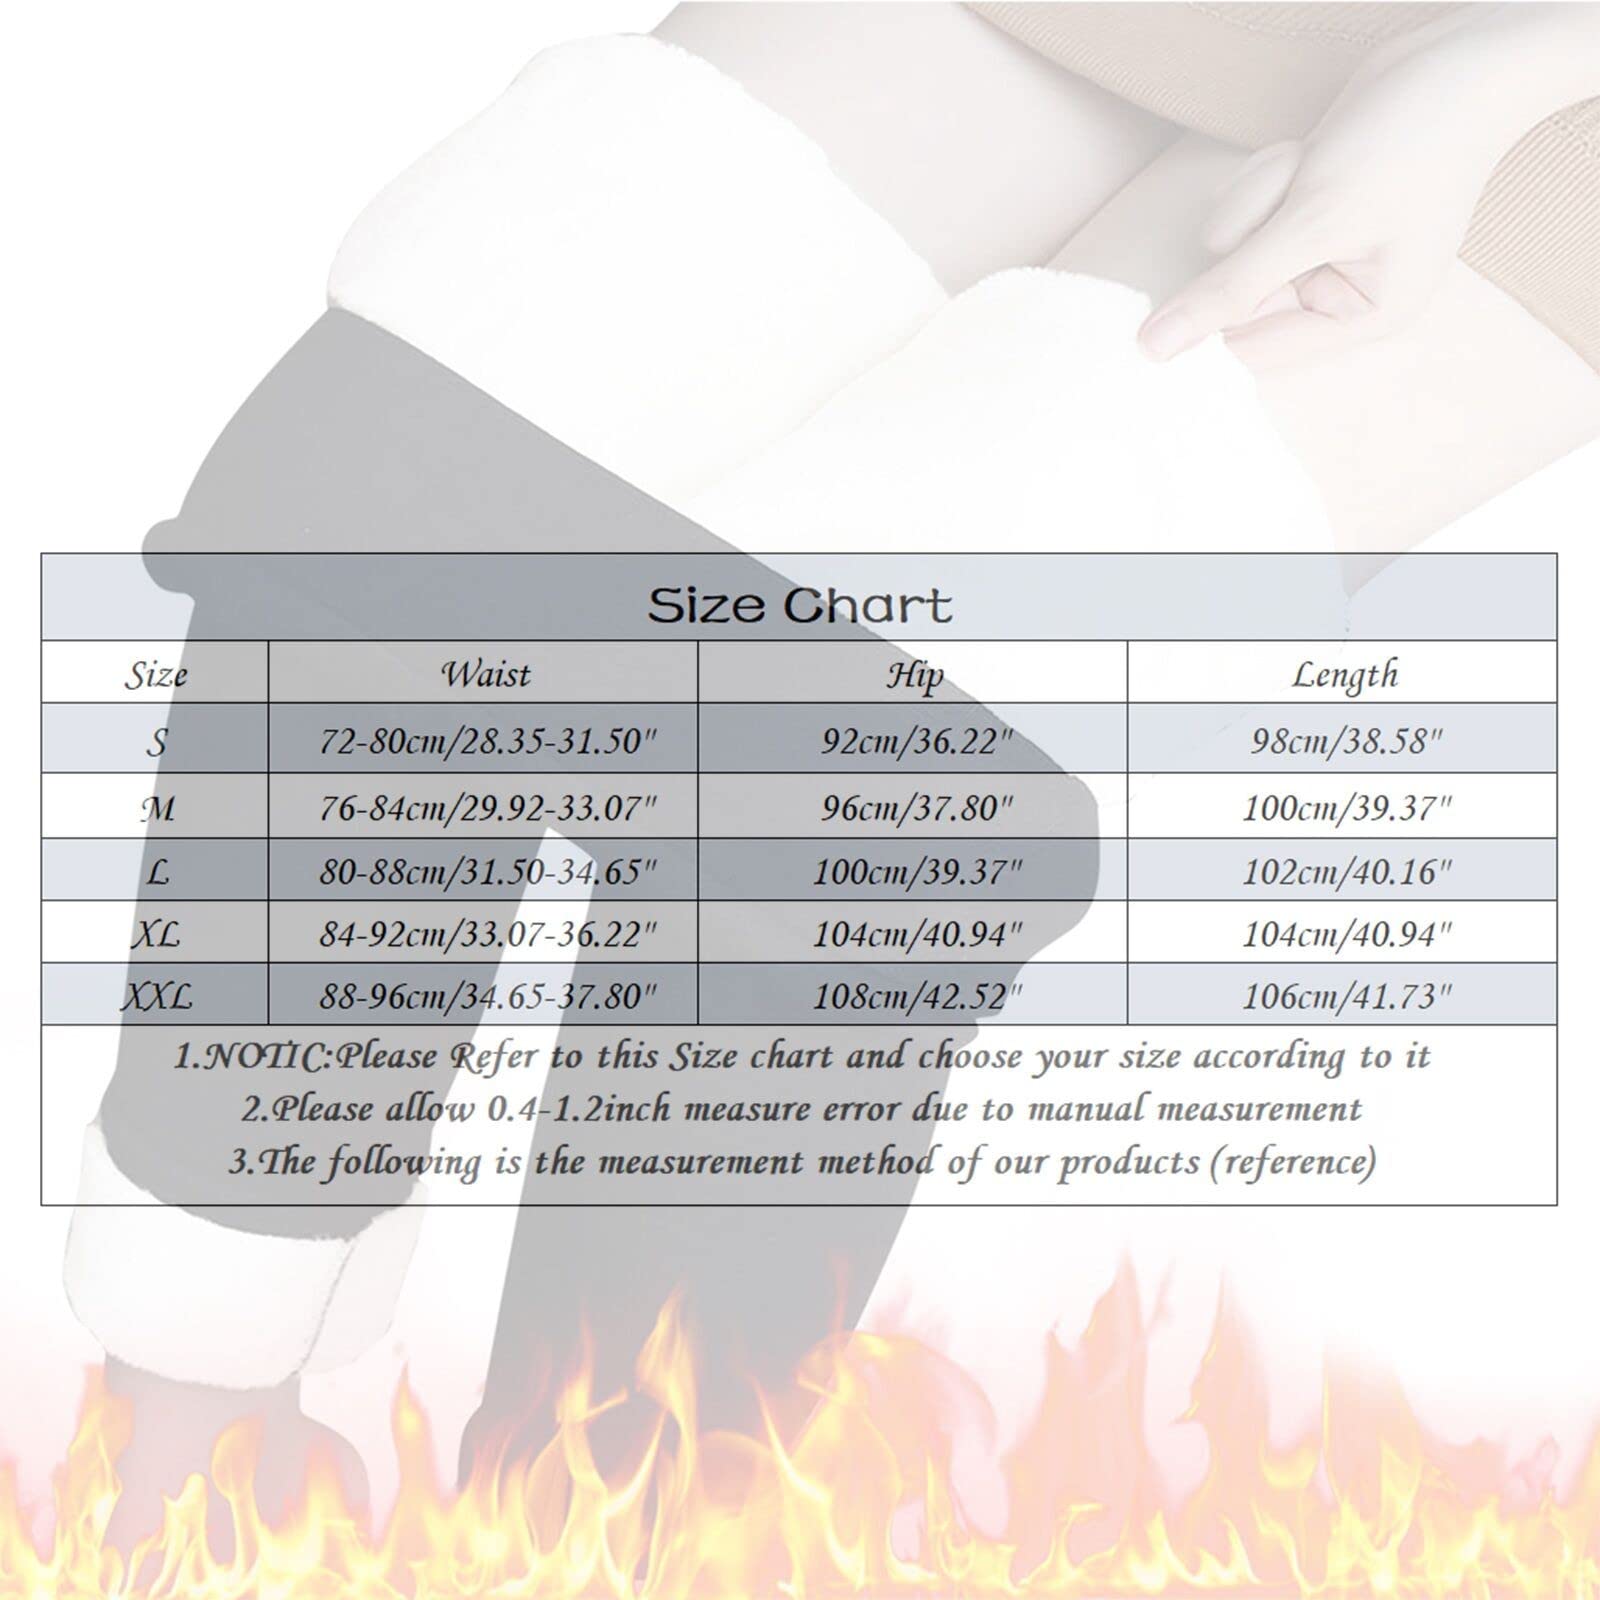 Size Chart
Size Waist Hip Length
S 72-80cm/28.35-31.50" 92cm/36.22" 98cm/38.58"
M 76-84cm/29.92-33.07" 96cm/37.80" 100cm/39.37"
L 80-88cm/31.50-34.65" 100cm/39.37" 102cm/40.16"
XL 84-92cm/33.07-36.22" 104cm/40.94" 104cm/40.94"
XXL 88-96cm/34.65-37.80" 108cm/42.52" 106cm/41.73"
1.NOTIC:Please Refer to this Size chart and choose your size according to it
2.Please allow 0.4-1.2inch measure error due to manual measurement
3.The following is the measurement method of our products (reference)